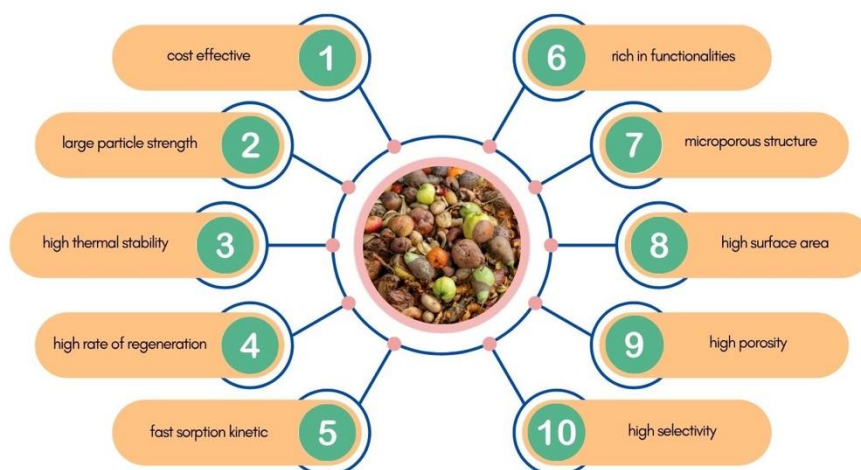 cost effective
1
large particle strength
2
high thermal stability
3
high rate of regeneration
4
fast sorption kinetic
5
6
rich in functionalities
7
microporous structure
8
high surface area
9
high porosity
10
high selectivity